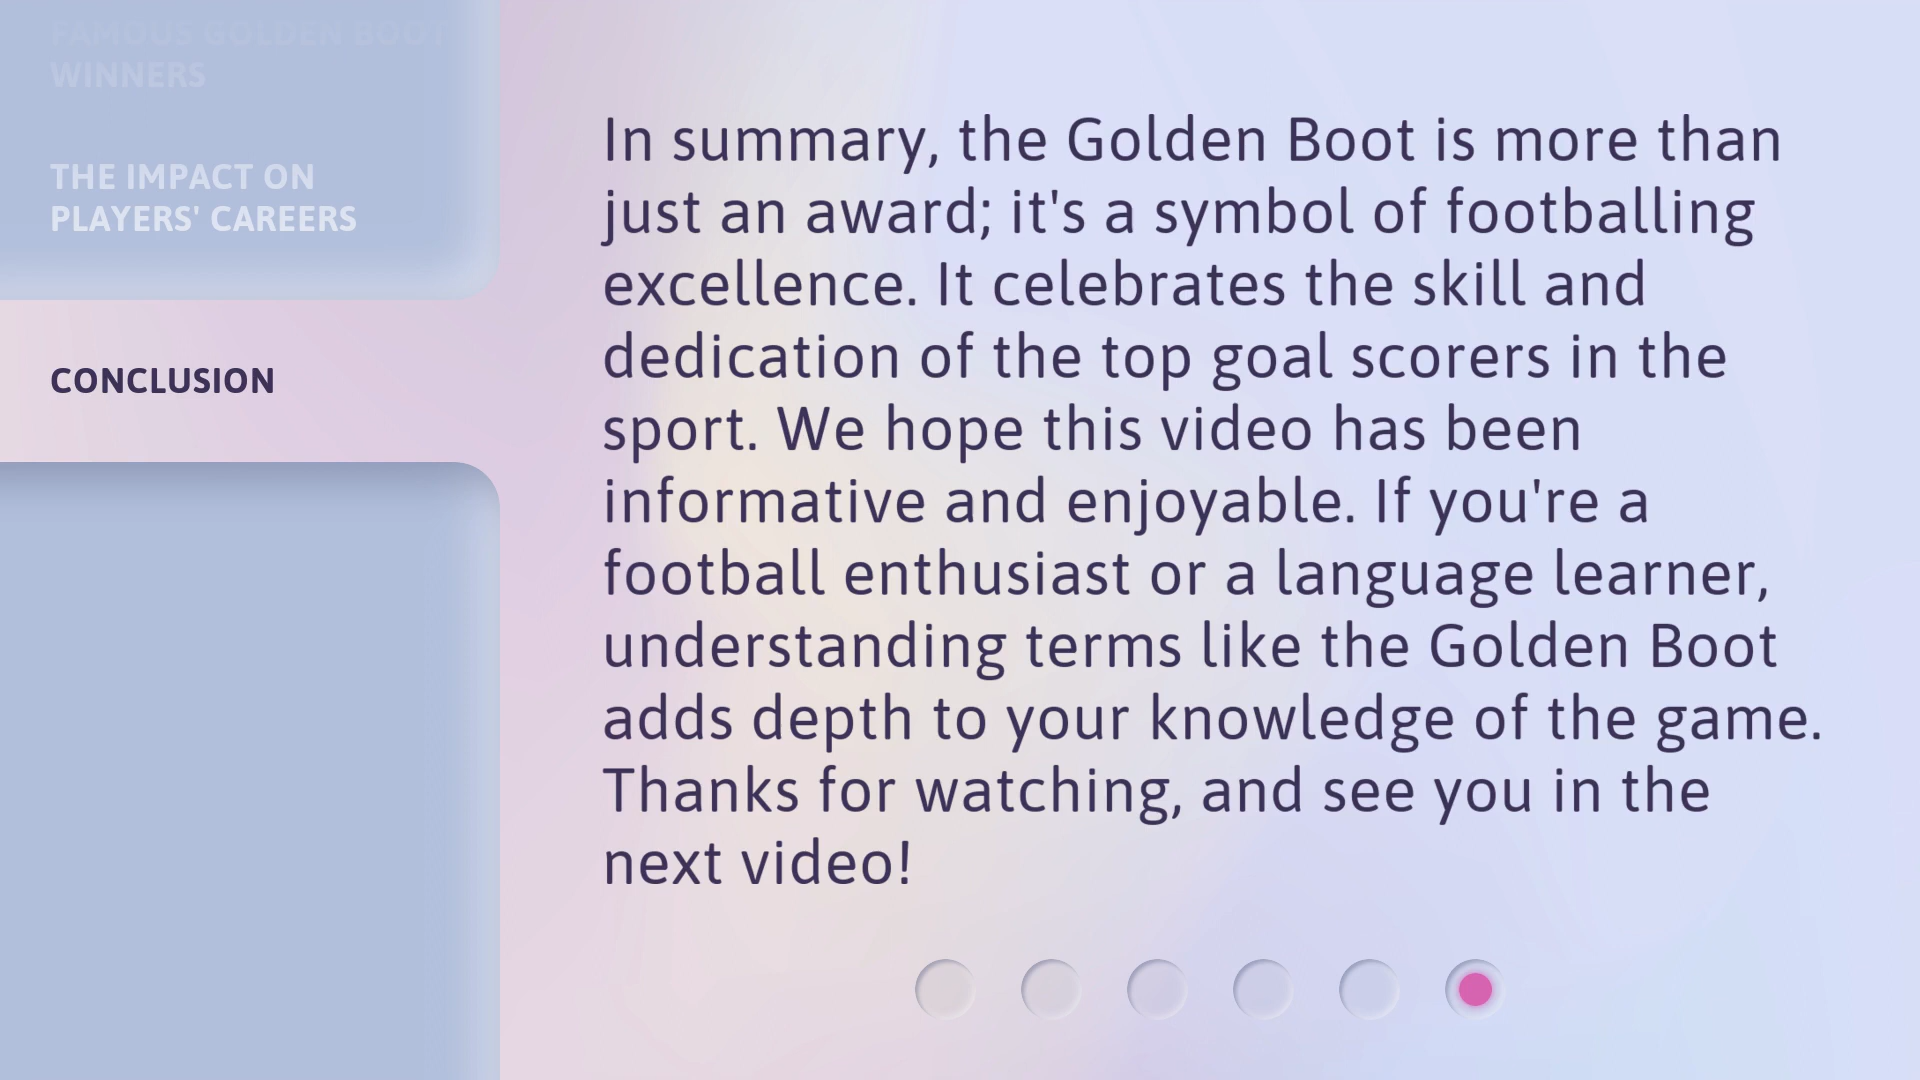 FAMOUS GOLDEN BOOT
WINNERS
THE IMPACT ON
PLAYERS' CAREERS
CONCLUSION
In summary, the Golden Boot is more than
just an award; it's a symbol of footballing
excellence. It celebrates the skill and
dedication of the top goal scorers in the
sport. We hope this video has been
informative and enjoyable. If you're a
football enthusiast or a language learner,
understanding terms like the Golden Boot
adds depth to your knowledge of the game.
Thanks for watching, and see you in the
next video!